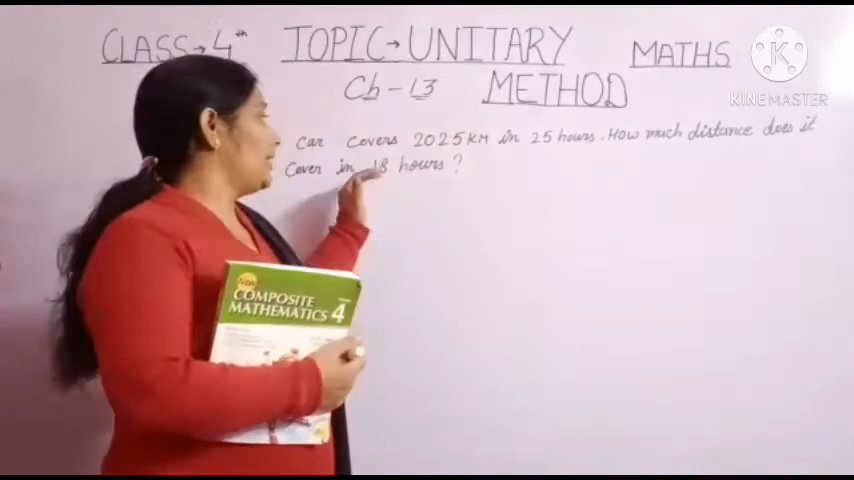 CLASS→4th TOPIC→UNITARY MATHS
Ch-13 METHOD
K
KINEMASTER
car covers 2025 KM in 25 hours. How much distance does it
Cover in 18 hours?
New
COMPOSITE
MATHEMATICS 4